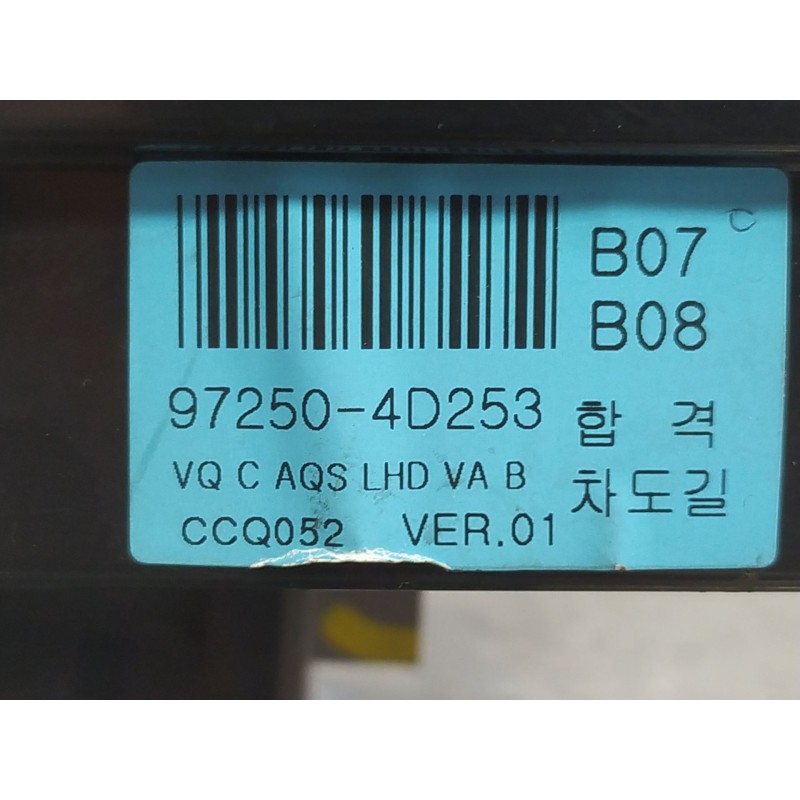 B07
B08
97250-4D253
합 격
VQ C AQS LHD VA B
차도길
CCQ052 VER.01